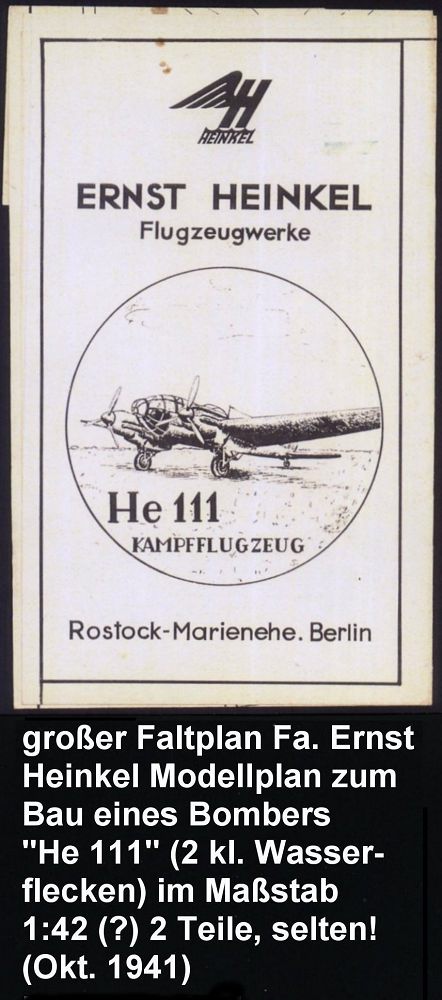 HEINKEL
ERNST HEINKEL
Flugzeugwerke
He 111
KAMPFFLUGZEUG
Rostock-Marienehe. Berlin
großer Faltplan Fa. Ernst
Heinkel Modellplan zum
Bau eines Bombers
"He 111" (2 kl. Wasser-
flecken) im Maßstab
1:42 (?) 2 Teile, selten!
(Okt. 1941)